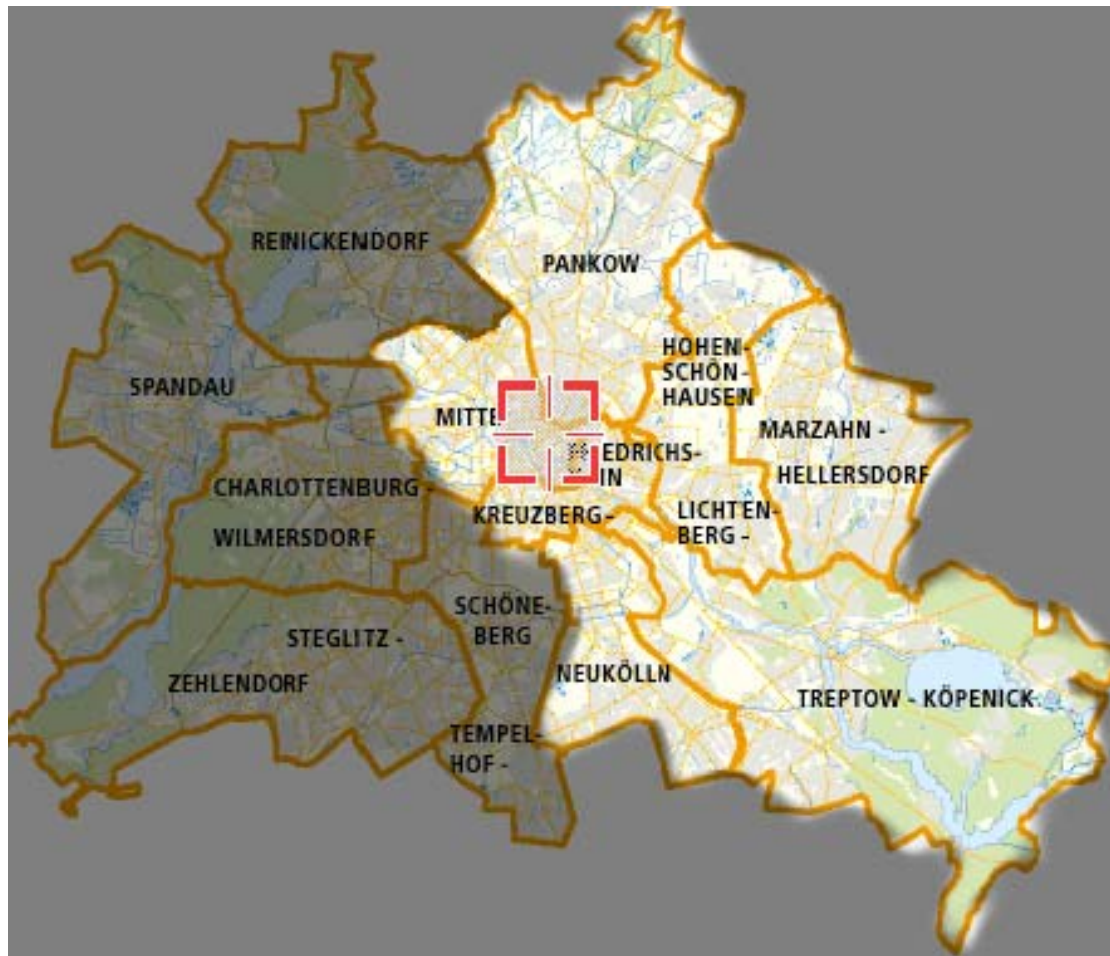 REINICKENDORF
PANKOW
SPANDAU
HOHEN-
SCHÖN-
HAUSEN
MITTE
MARZAHN -
HELLERSDORF
EDRICHS-
IN
CHARLOTTENBURG -
WILMERSDORF
KREUZBERG -
LICHTEN-
BERG -
SCHÖNE-
BERG
STEGLITZ -
ZEHLENDORF
NEUKÖLLN
TREPTOW - KÖPENICK
TEMPEL-
HOF -